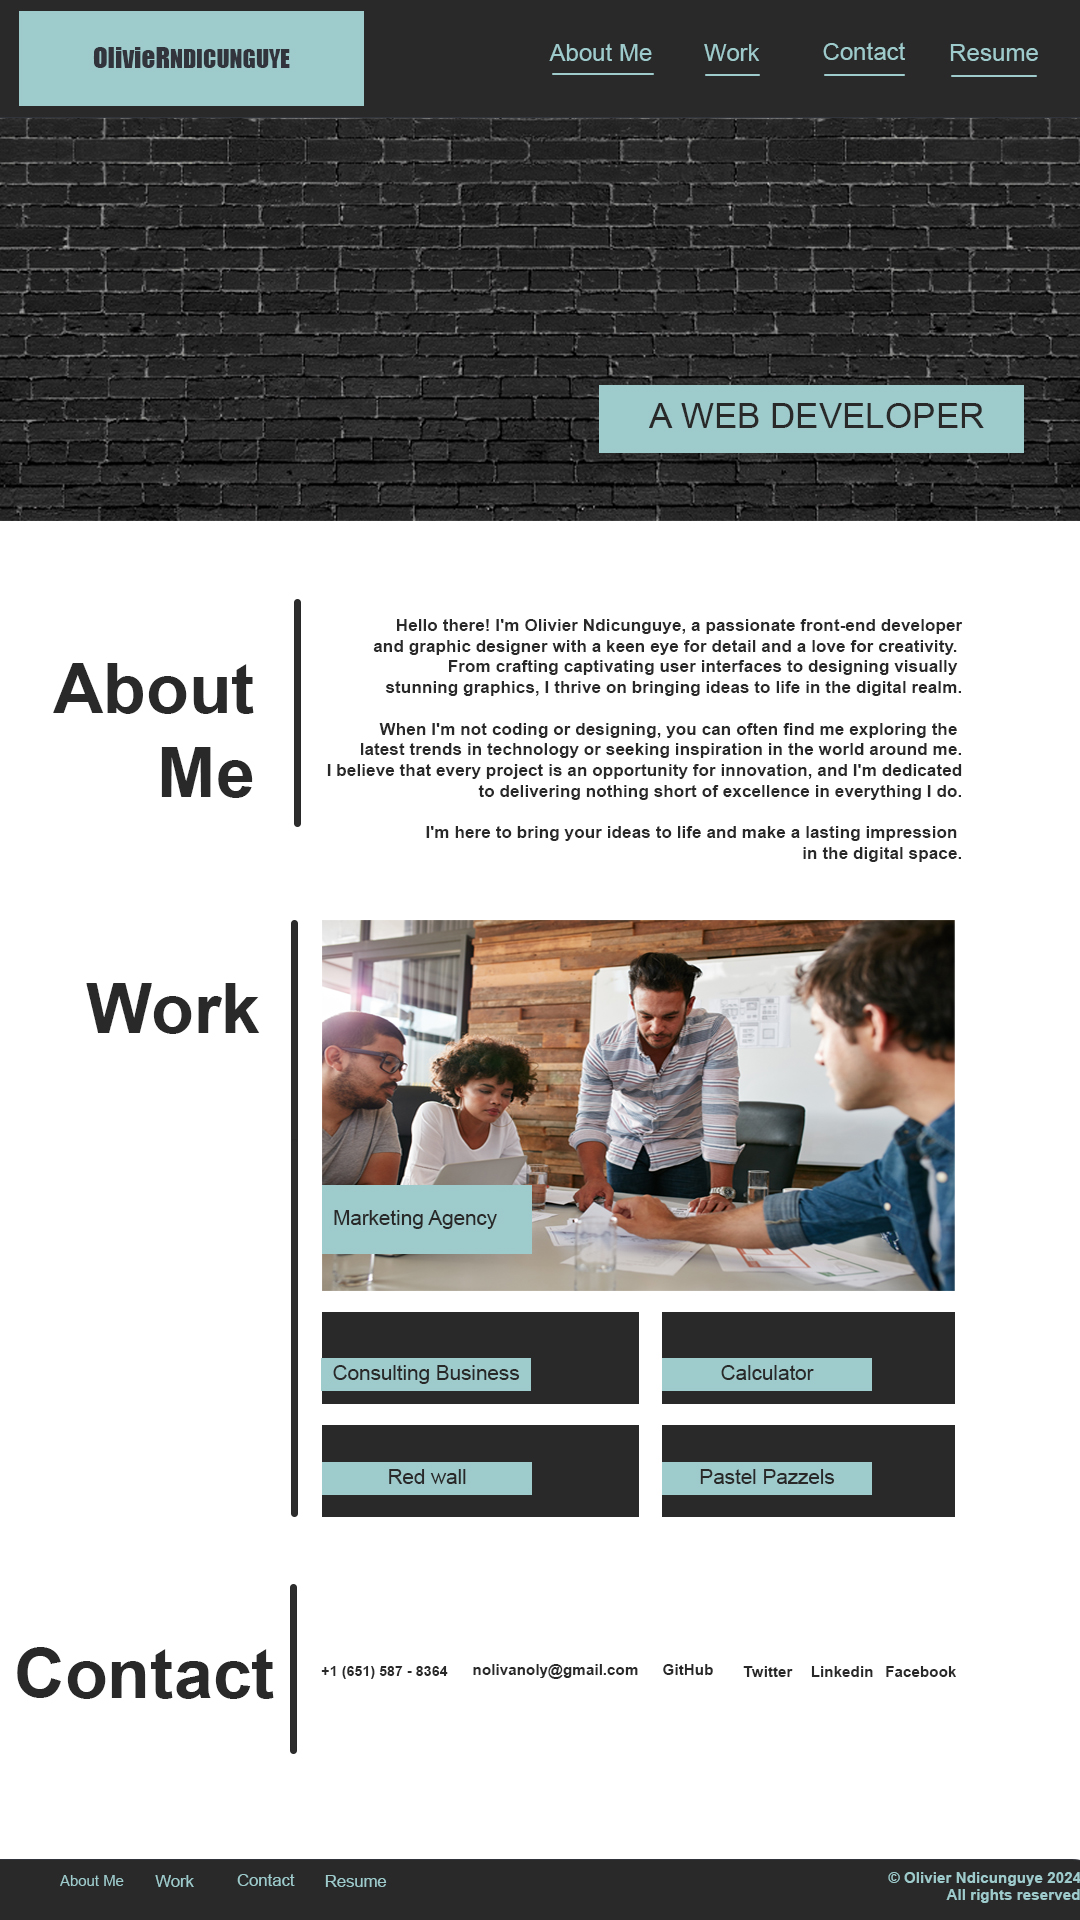 OlivieRNDICUNGUYE
About Me Work Contact Resume
A WEB DEVELOPER
About
Me
Hello there! I'm Olivier Ndicunguye, a passionate front-end developer
and graphic designer with a keen eye for detail and a love for creativity.
From crafting captivating user interfaces to designing visually
stunning graphics, I thrive on bringing ideas to life in the digital realm.
When I'm not coding or designing, you can often find me exploring the
latest trends in technology or seeking inspiration in the world around me.
I believe that every project is an opportunity for innovation, and I'm dedicated
to delivering nothing short of excellence in everything I do.
I'm here to bring your ideas to life and make a lasting impression
in the digital space.
Work
Marketing Agency
Consulting Business
Calculator
Red wall
Pastel Pazzels
Contact
+1 (651) 587 - 8364 nolivanoly@gmail.com GitHub Twitter Linkedin Facebook
About Me Work Contact Resume
© Olivier Ndicunguye 2024
All rights reserved